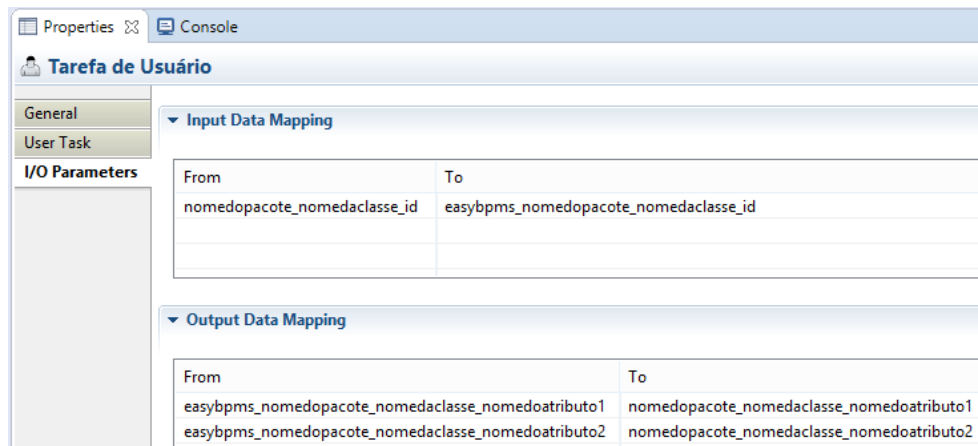 Properties Console
Tarefa de Usuário
General
User Task
I/O Parameters
Input Data Mapping
From To
nomedopacote_nomedaclasse_id easybpms_nomedopacote_nomedaclasse_id
Output Data Mapping
From To
easybpms_nomedopacote_nomedaclasse_nomedoatributo1 nomedopacote_nomedaclasse_nomedoatributo1
easybpms_nomedopacote_nomedaclasse_nomedoatributo2 nomedopacote_nomedaclasse_nomedoatributo2